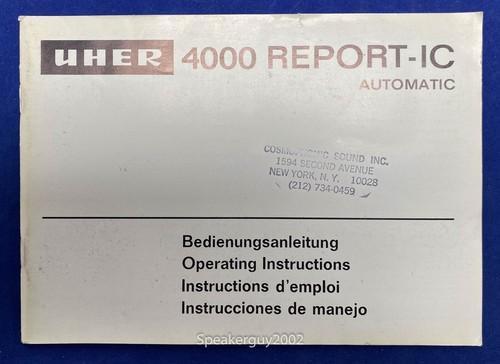 UHER 4000 REPORT-IC
AUTOMATIC
COSMOPHONIC SOUND INC.
1594 SECOND AVENUE
NEW YORK, N. Y. 10028
(212) 734-0459
Bedienungsanleitung
Operating Instructions
Instructions d'emploi
Instrucciones de manejo
Speakerguy2002